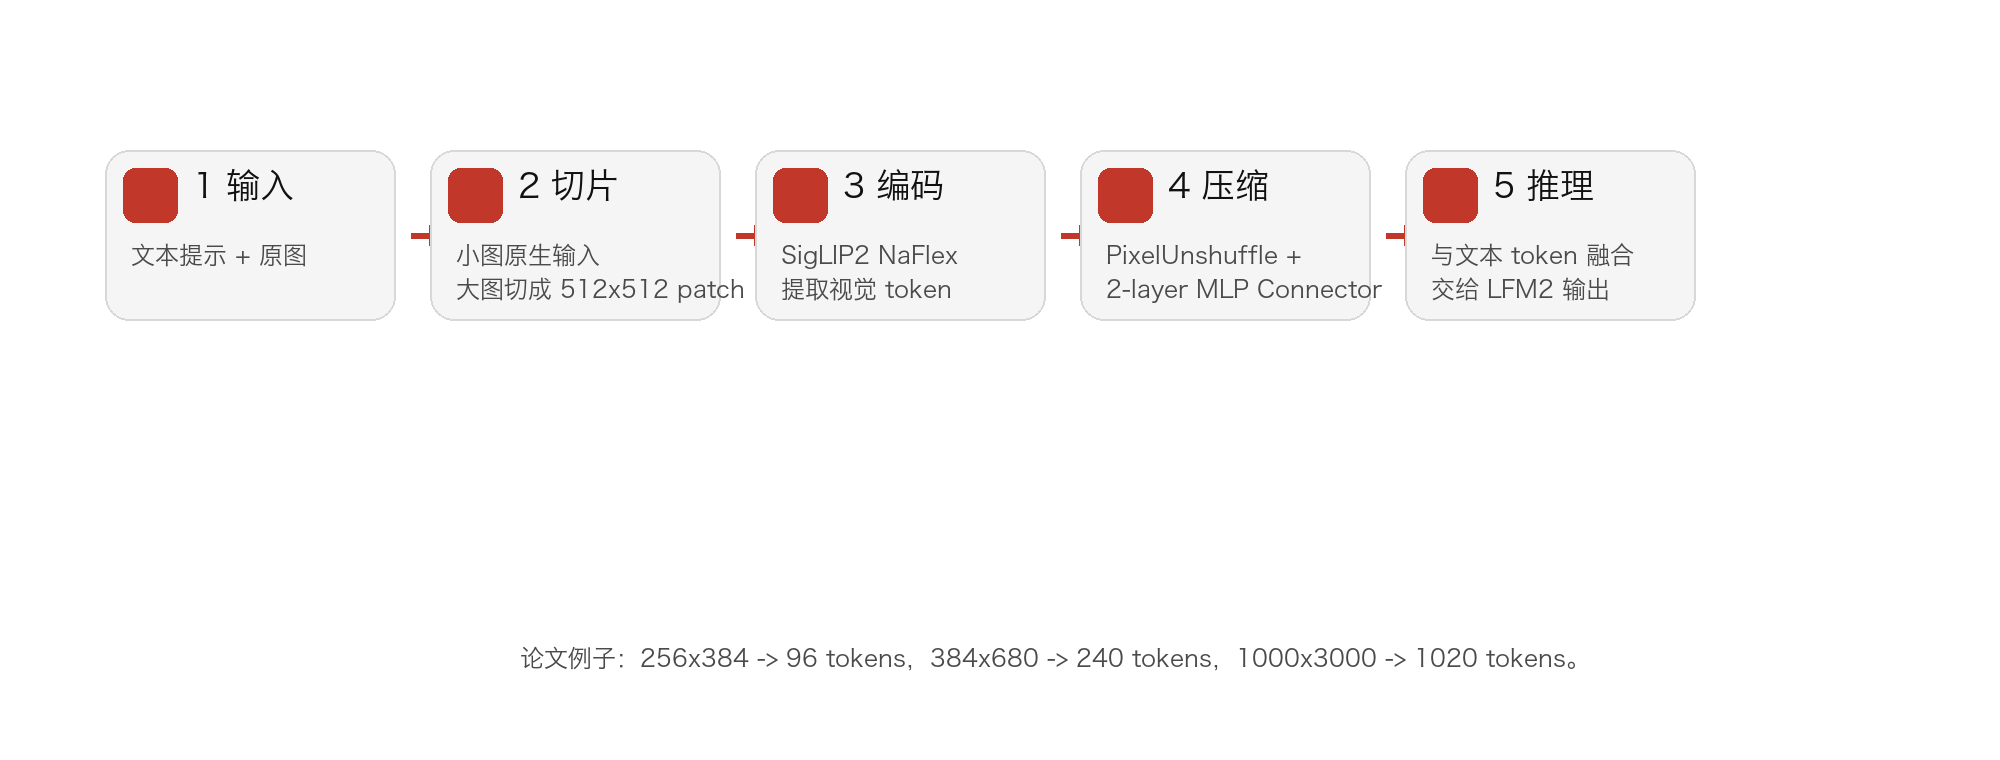 1 输入
文本提示 + 原图
2 切片
小图原生输入
大图切成 512x512 patch
3 编码
SigLIP2 NaFlex
提取视觉 token
4 压缩
PixelUnshuffle +
2-layer MLP Connector
5 推理
与文本 token 融合
交给 LFM2 输出
论文例子：256x384 -> 96 tokens，384x680 -> 240 tokens，1000x3000 -> 1020 tokens。